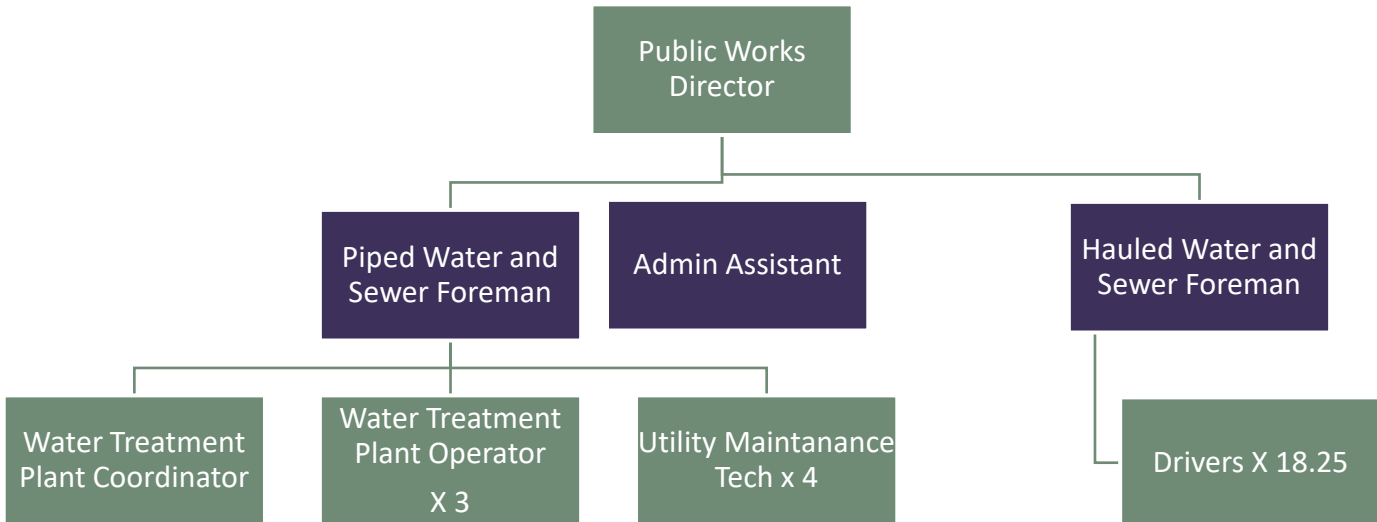 Public Works
Director
Piped Water and
Sewer Foreman
Admin Assistant
Hauled Water and
Sewer Foreman
Water Treatment
Plant Coordinator
Water Treatment
Plant Operator
X 3
Utility Maintanance
Tech x 4
Drivers X 18.25